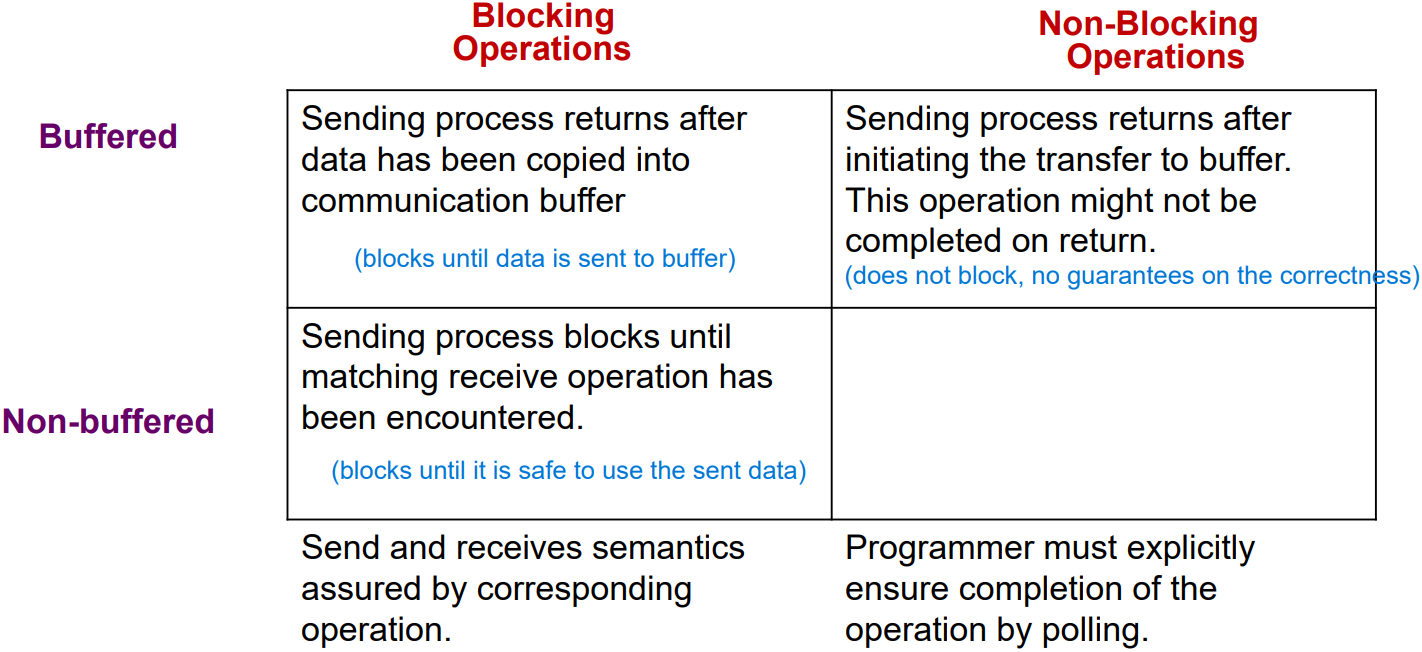 Blocking
Operations
Non-Blocking
Operations
Buffered
Sending process returns after
data has been copied into
communication buffer
(blocks until data is sent to buffer)
Sending process returns after
initiating the transfer to buffer.
This operation might not be
completed on return.
(does not block, no guarantees on the correctness)
Non-buffered
Sending process blocks until
matching receive operation has
been encountered.
(blocks until it is safe to use the sent data)
Send and receives semantics
assured by corresponding
operation.
Programmer must explicitly
ensure completion of the
operation by polling.